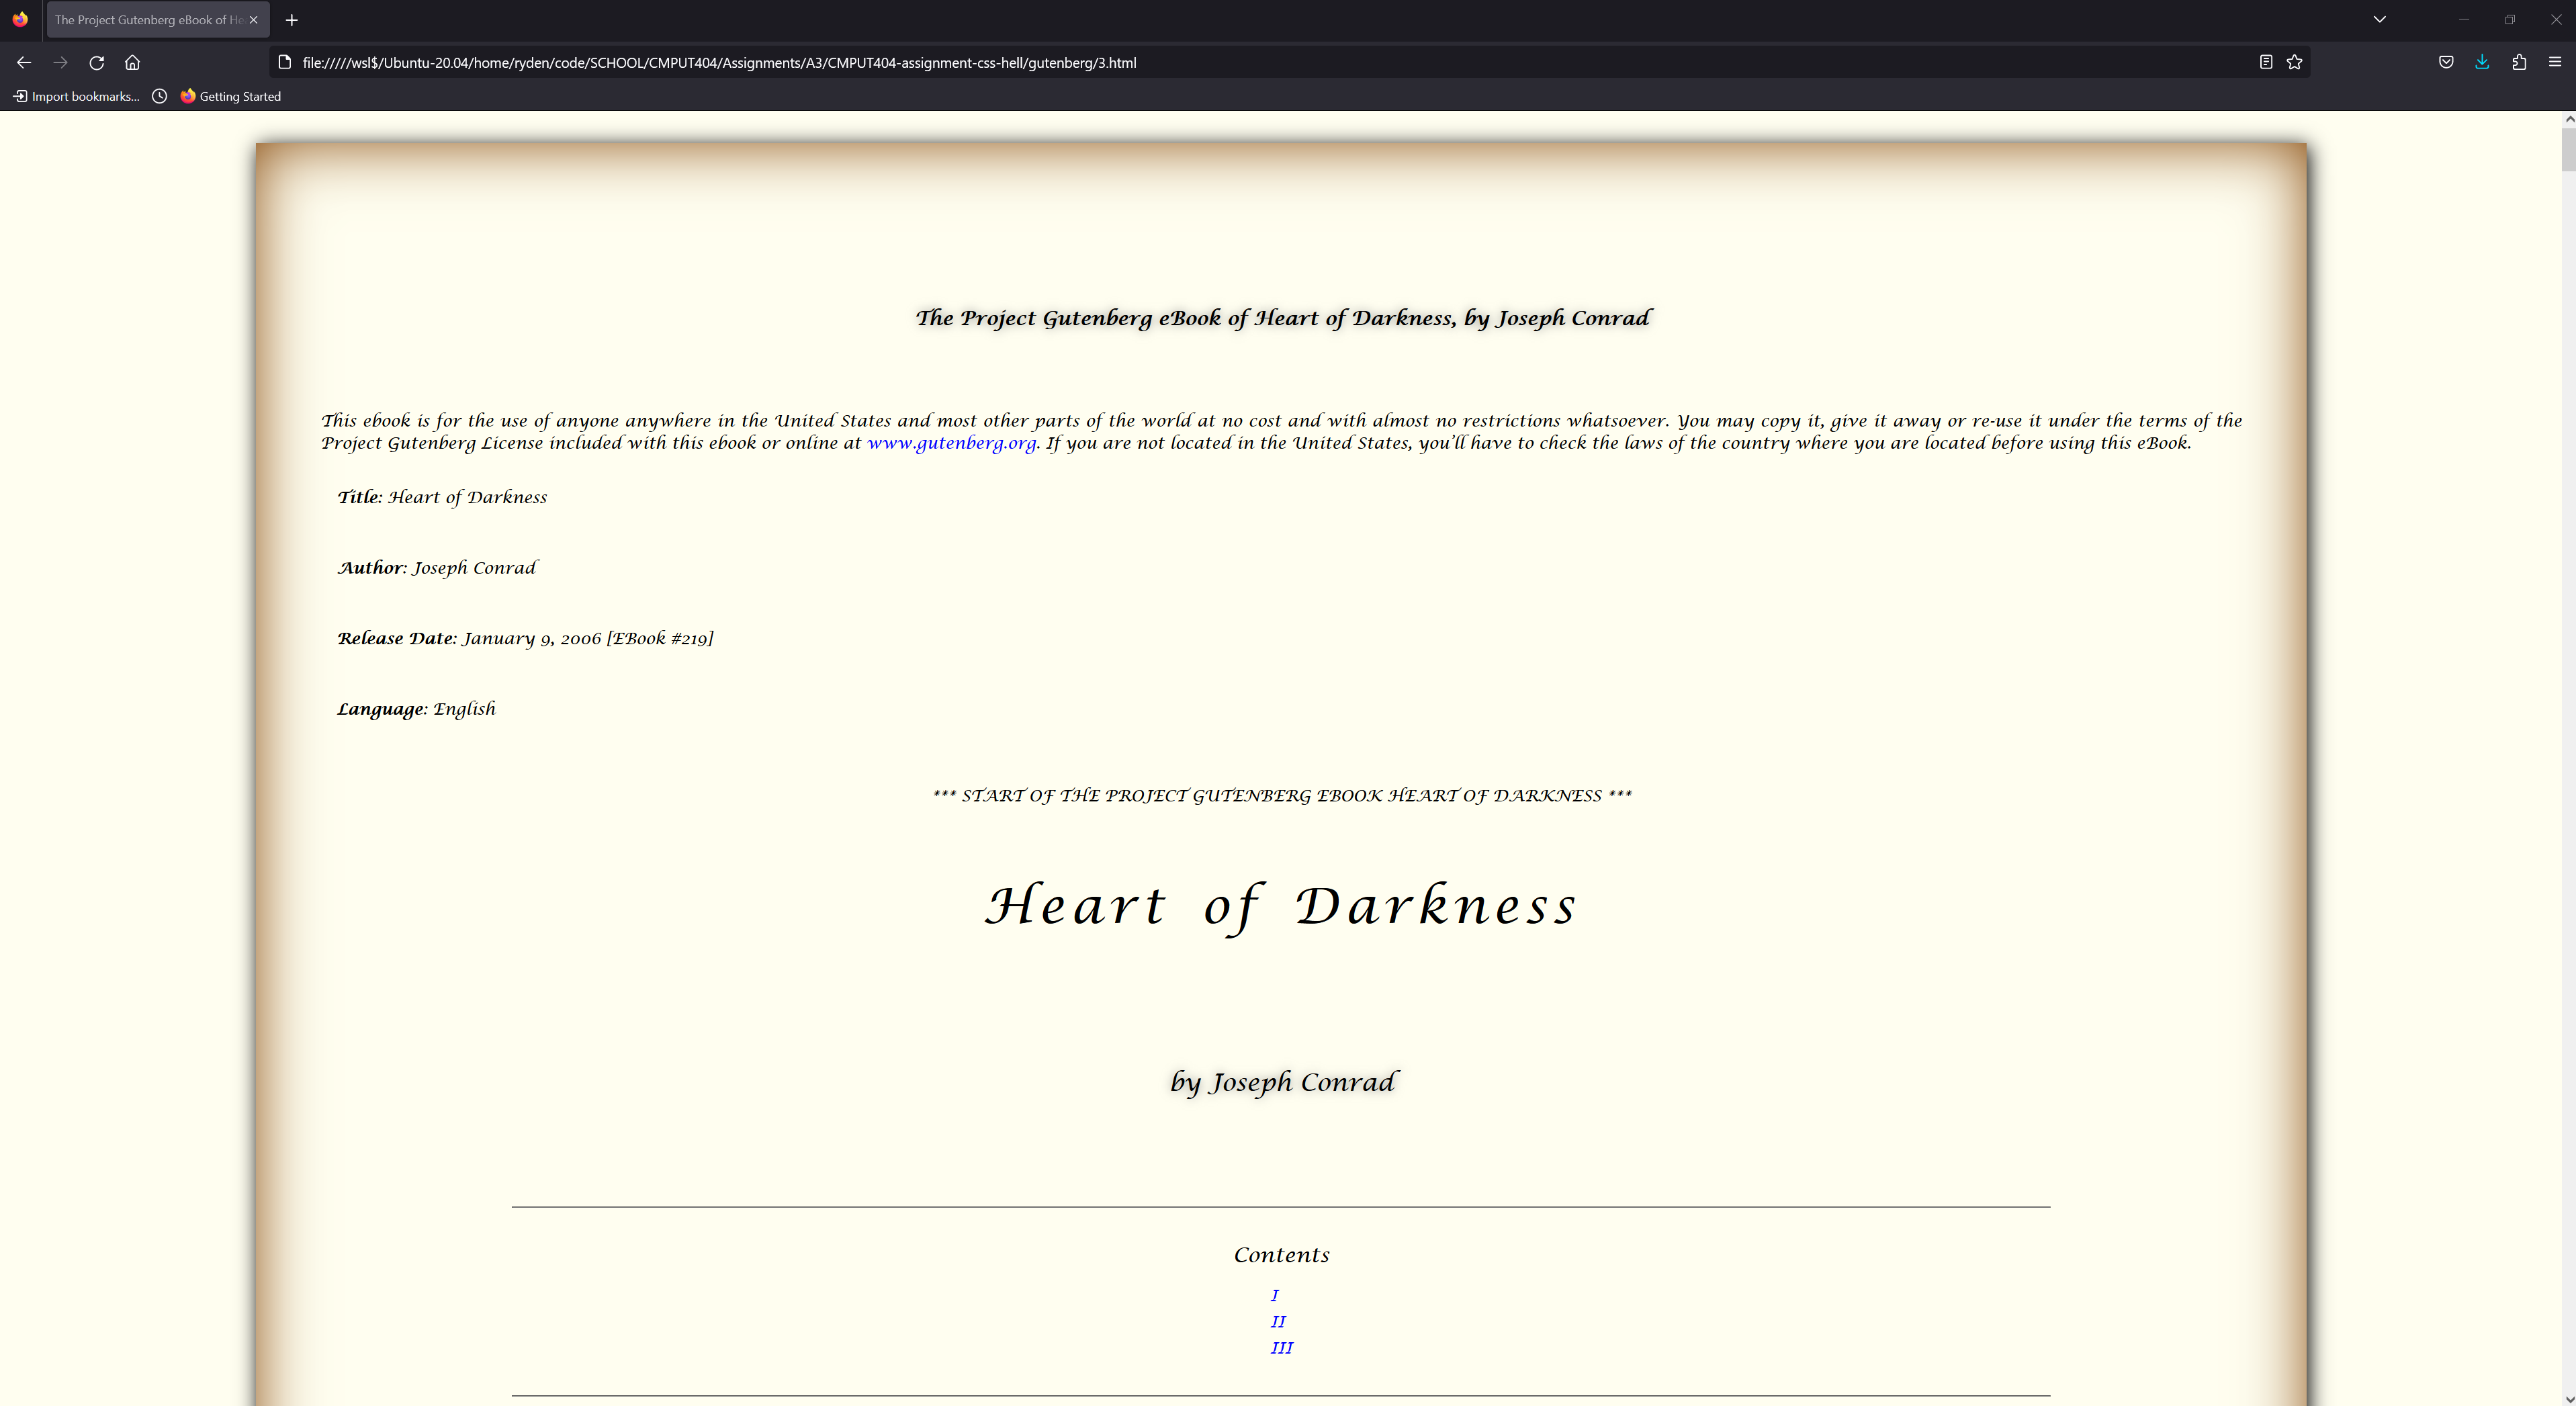 The Project Gutenberg eBook of He
file://///wsl$/Ubuntu-20.04/home/ryden/code/SCHOOL/CMPUT404/Assignments/A3/CMPUT404-assignment-css-hell/gutenberg/3.html
Import bookmarks... Getting Started
The Project Gutenberg eBook of Heart of Darkness, by Joseph Conrad
This ebook is for the use of anyone anywhere in the United States and most other parts of the world at no cost and with almost no restrictions whatsoever. You may copy it, give it away or re-use it under the terms of the
Project Gutenberg License included with this ebook or online at www.gutenberg.org. If you are not located in the United States, you’ll have to check the laws of the country where you are located before using this eBook.
Title: Heart of Darkness
Author: Joseph Conrad
Release Date: January 9, 2006 [EBook #219]
Language: English
*** START OF THE PROJECT GUTENBERG EBOOK HEART OF DARKNESS ***
Heart of Darkness
by Joseph Conrad
Contents
I
II
III